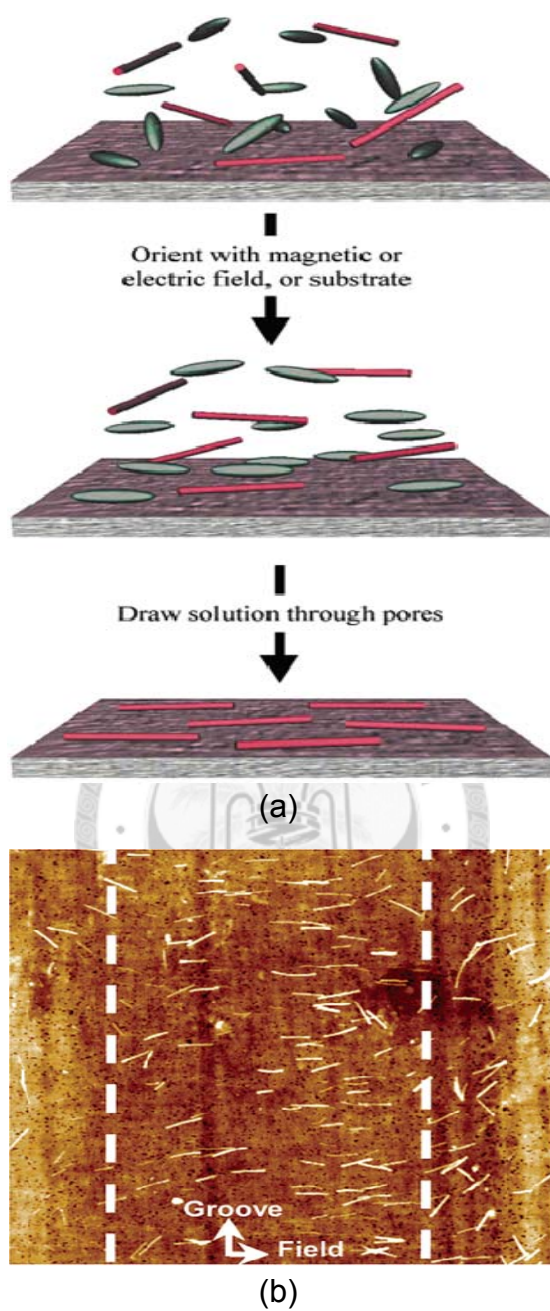 Orient with magnetic or
electric field, or substrate
Draw solution through pores
(a)
Groove
Field
(b)